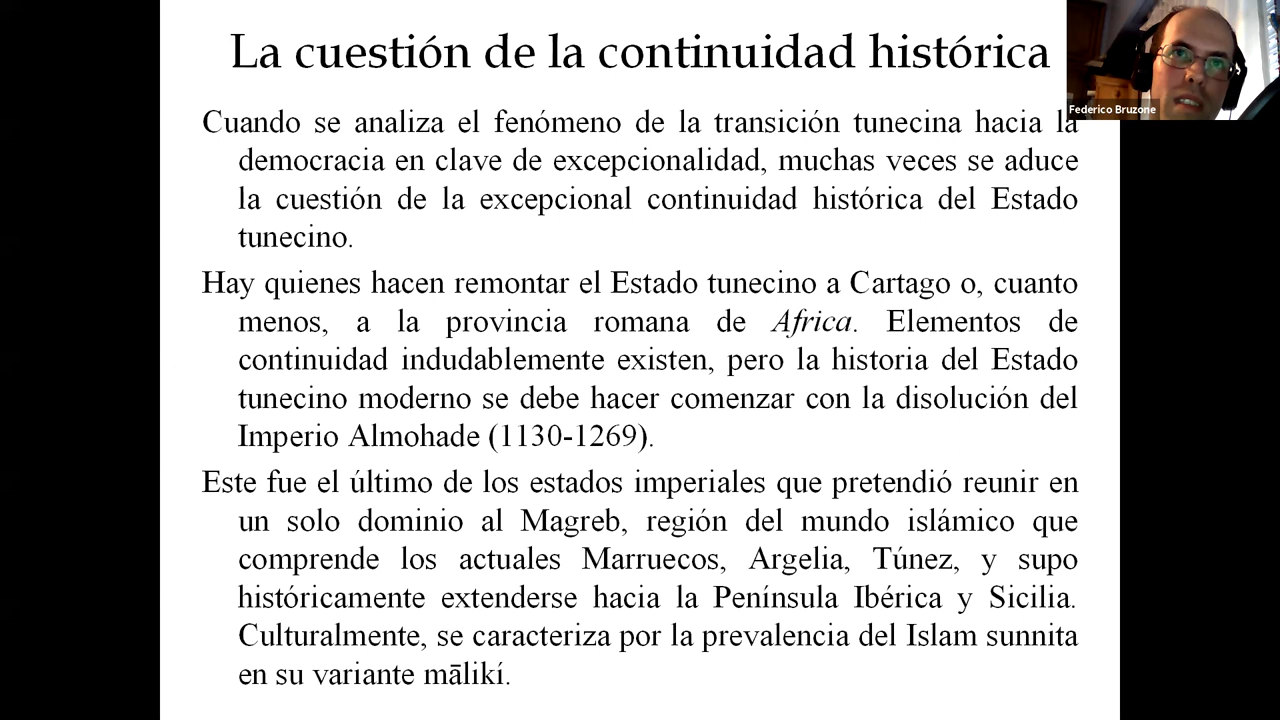 La cuestión de la continuidad histórica
Federico Bruzone
Cuando se analiza el fenómeno de la transición tunecina hacia la
democracia en clave de excepcionalidad, muchas veces se aduce
la cuestión de la excepcional continuidad histórica del Estado
tunecino.
Hay quienes hacen remontar el Estado tunecino a Cartago o, cuanto
menos, a la provincia romana de Africa. Elementos de
continuidad indudablemente existen, pero la historia del Estado
tunecino moderno se debe hacer comenzar con la disolución del
Imperio Almohade (1130-1269).
Este fue el último de los estados imperiales que pretendió reunir en
un solo dominio al Magreb, región del mundo islámico que
comprende los actuales Marruecos, Argelia, Túnez, y supo
históricamente extenderse hacia la Península Ibérica y Sicilia.
Culturalmente, se caracteriza por la prevalencia del Islam sunnita
en su variante mālikí.